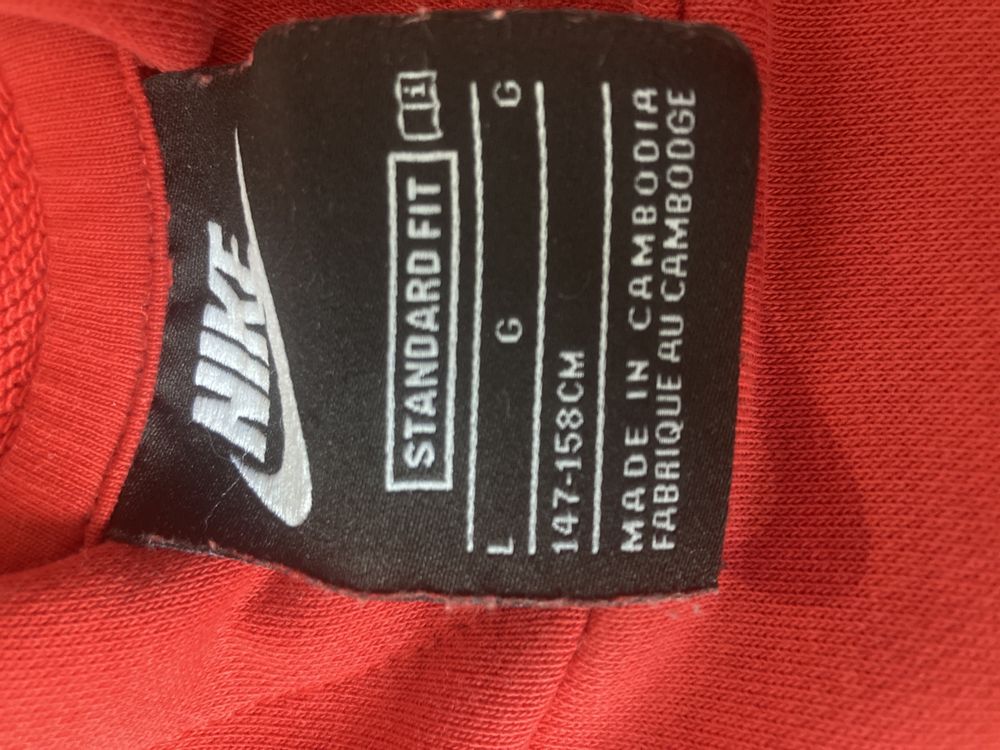 NIKE
STANDARD FIT i
L G G
147-158CM
MADE IN CAMBODIA
FABRIQUE AU CAMBODGE